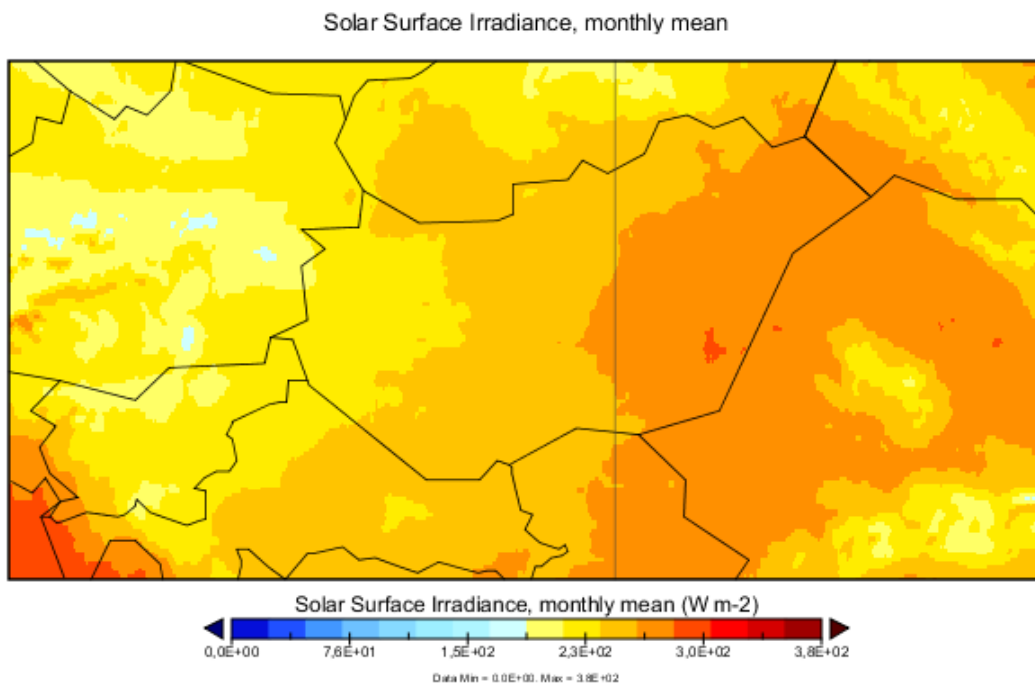 Solar Surface Irradiance, monthly mean
Solar Surface Irradiance, monthly mean (W m-2)
0,0E+00 7,6E+01 1,5E+02 2,3E+02 3,0E+02 3,8E+02
Data Min = 0.0E+00. Max = 3.8E+02